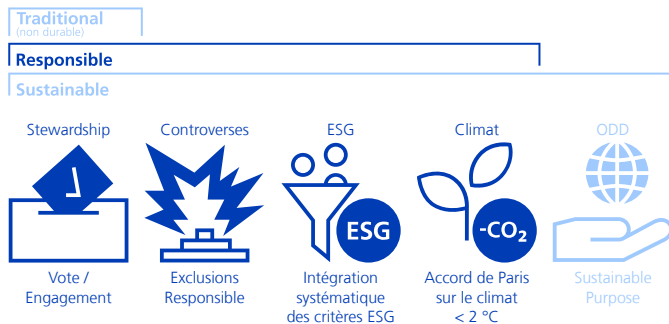 Traditional
(non durable)
Responsible
Sustainable
Stewardship
Controverses
ESG
Climat
ODD
ESG
-CO₂
Vote /
Engagement
Exclusions
Responsible
Intégration
systématique
des critères ESG
Accord de Paris
sur le climat
< 2 °C
Sustainable
Purpose